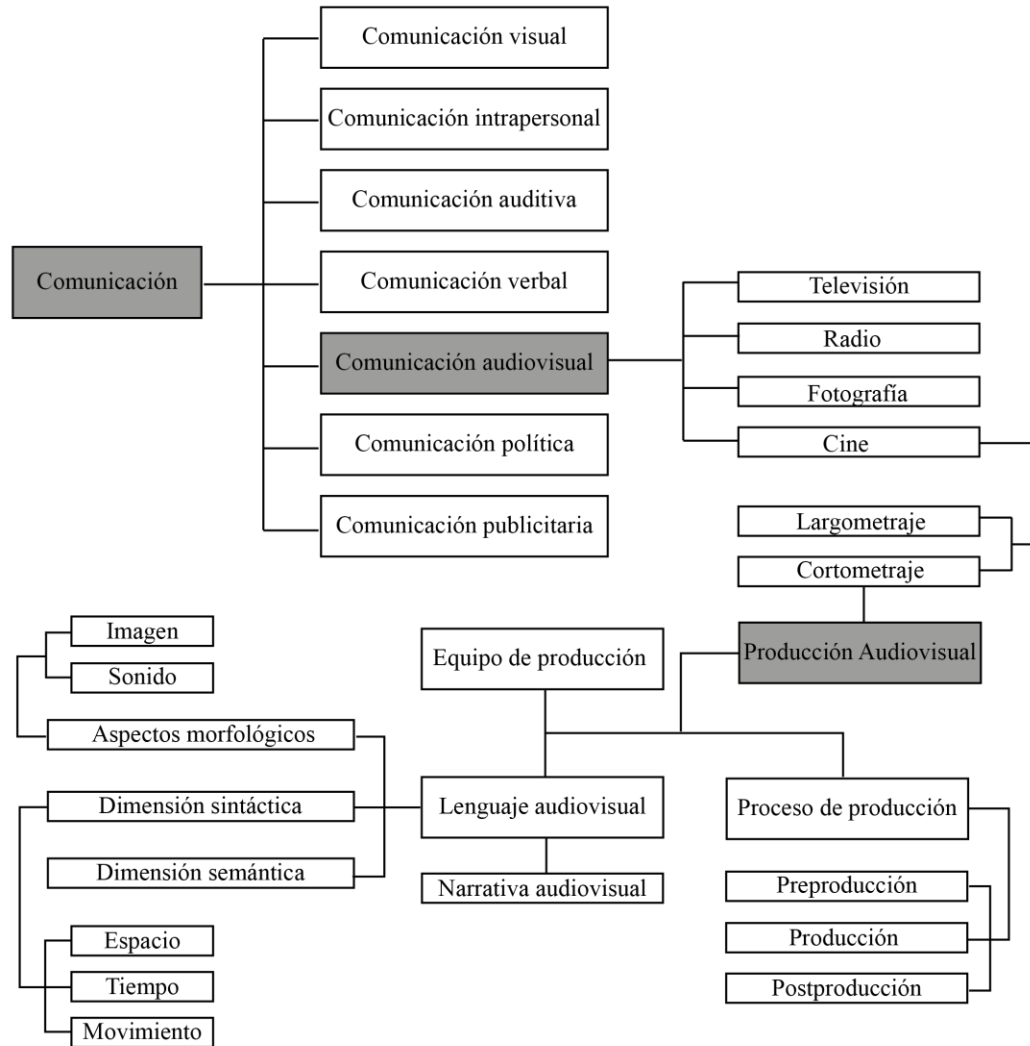 Comunicación visual
Comunicación intrapersonal
Comunicación auditiva
Comunicación
Comunicación verbal
Comunicación audiovisual
Comunicación política
Comunicación publicitaria
Televisión
Radio
Fotografía
Cine
Largometraje
Cortometraje
Producción Audiovisual
Equipo de producción
Lenguaje audiovisual
Narrativa audiovisual
Proceso de producción
Preproducción
Producción
Postproducción
Imagen
Sonido
Aspectos morfológicos
Dimensión sintáctica
Dimensión semántica
Espacio
Tiempo
Movimiento